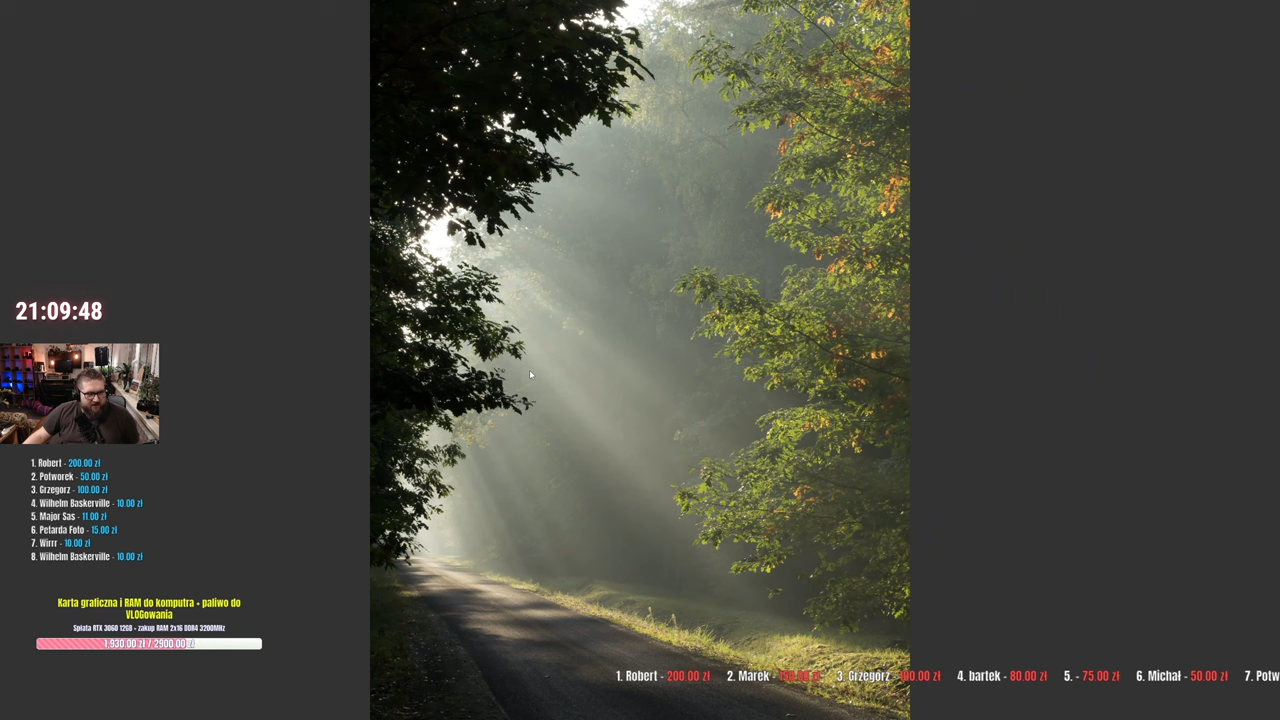 21:09:48
1. Robert - 200.00 zł
2. Potworek - 50.00 zł
3. Grzegorz - 100.00 zł
4. Wilhelm Baskerville - 10.00 zł
5. Major Sas - 11.00 zł
6. Petarda Foto - 15.00 zł
7. Wirrr - 10.00 zł
8. Wilhelm Baskerville - 10.00 zł
Karta graficzna i RAM do komputra + paliwo do
VLOGowania
Spłata RTX 3060 12GB + zakup RAM 2x16 DDR4 3200MHz
1,930.00 zł / 2900.00 zł
1. Robert - 200.00 zł 2. Marek - zł 3. Grzegorz - 100.00 zł 4. bartek - 80.00 zł 5. - 75.00 zł 6. Michał - 50.00 zł 7. Potw